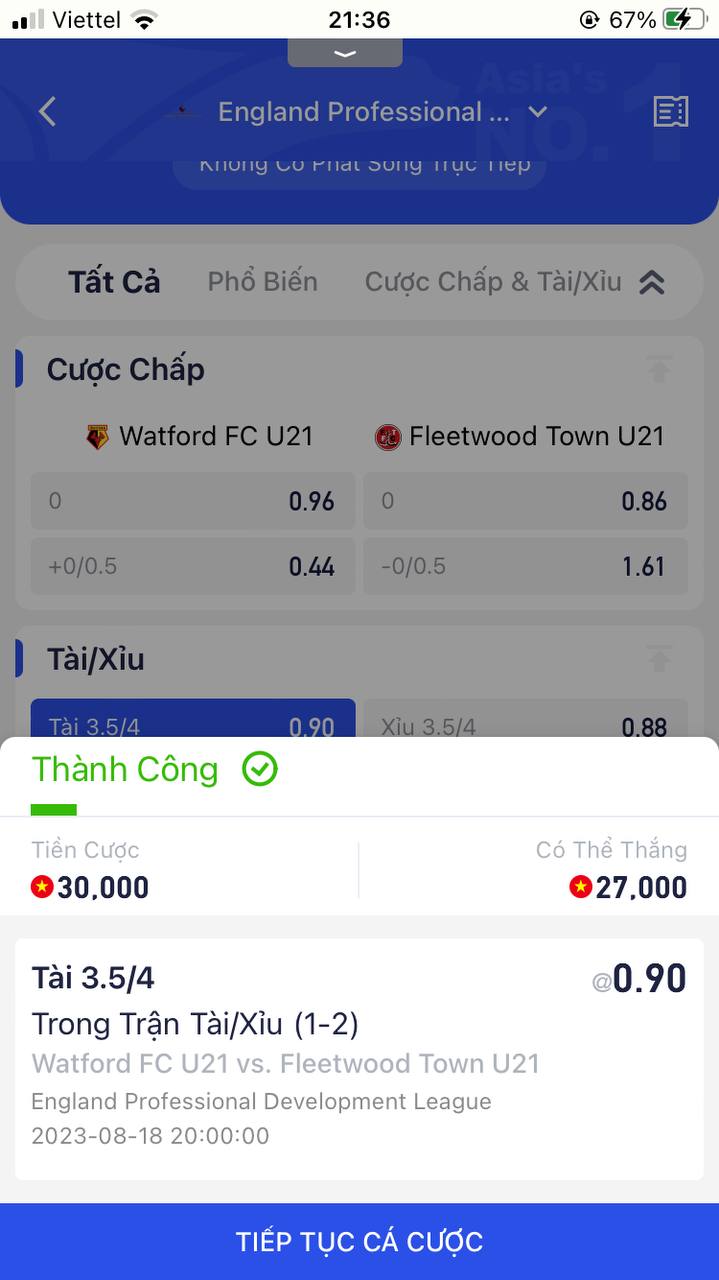 Viettel 21:36 67%
Asia's
NO. 1
England Professional ...
Không Có Phát Sóng Trực Tiếp
Tất Cả Phổ Biến Cược Chấp & Tài/Xỉu
Cược Chấp
Watford FC U21 Fleetwood Town U21
0 0.96 0 0.86
+0/0.5 0.44 -0/0.5 1.61
Tài/Xỉu
Tài 3.5/4 0.90 Xỉu 3.5/4 0.88
Thành Công
Tiền Cược Có Thể Thắng
30,000 27,000
Tài 3.5/4 @0.90
Trong Trận Tài/Xỉu (1-2)
Watford FC U21 vs. Fleetwood Town U21
England Professional Development League
2023-08-18 20:00:00
TIẾP TỤC CÁ CƯỢC